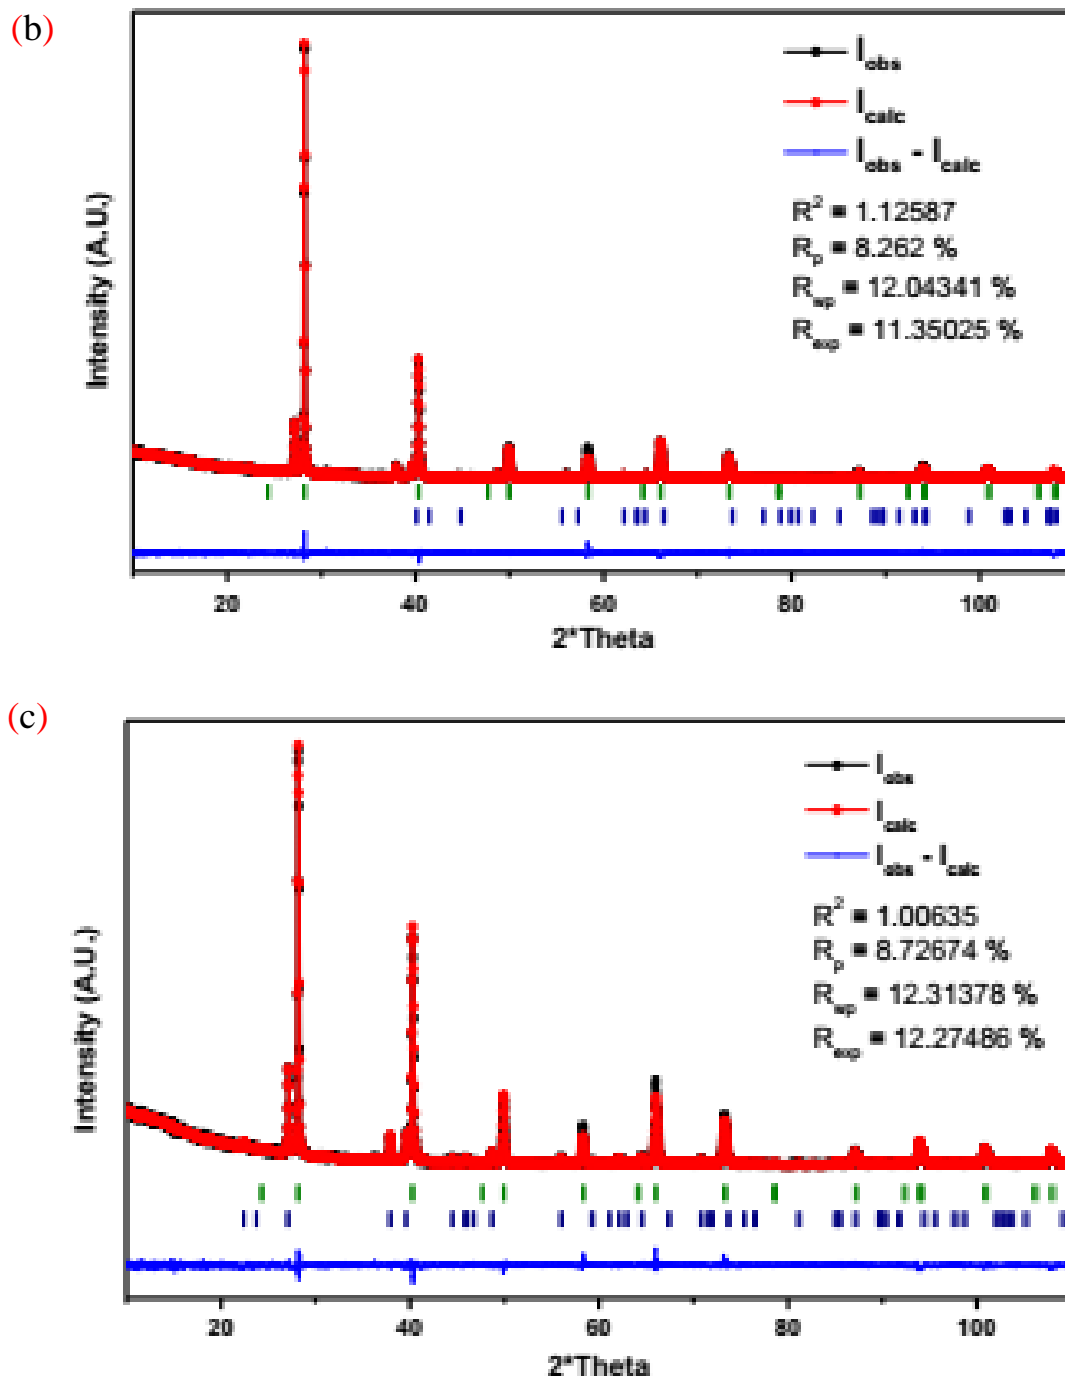 (b)
I_obs
I_calc
I_obs - I_calc
R² = 1.12587
R_p = 8.262 %
R_wp = 12.04341 %
R_exp = 11.35025 %
Intensity (A.U.)
20 40 60 80 100
2*Theta
(c)
I_obs
I_calc
I_obs - I_calc
R² = 1.00635
R_p = 8.72674 %
R_wp = 12.31378 %
R_exp = 12.27486 %
Intensity (A.U.)
20 40 60 80 100
2*Theta